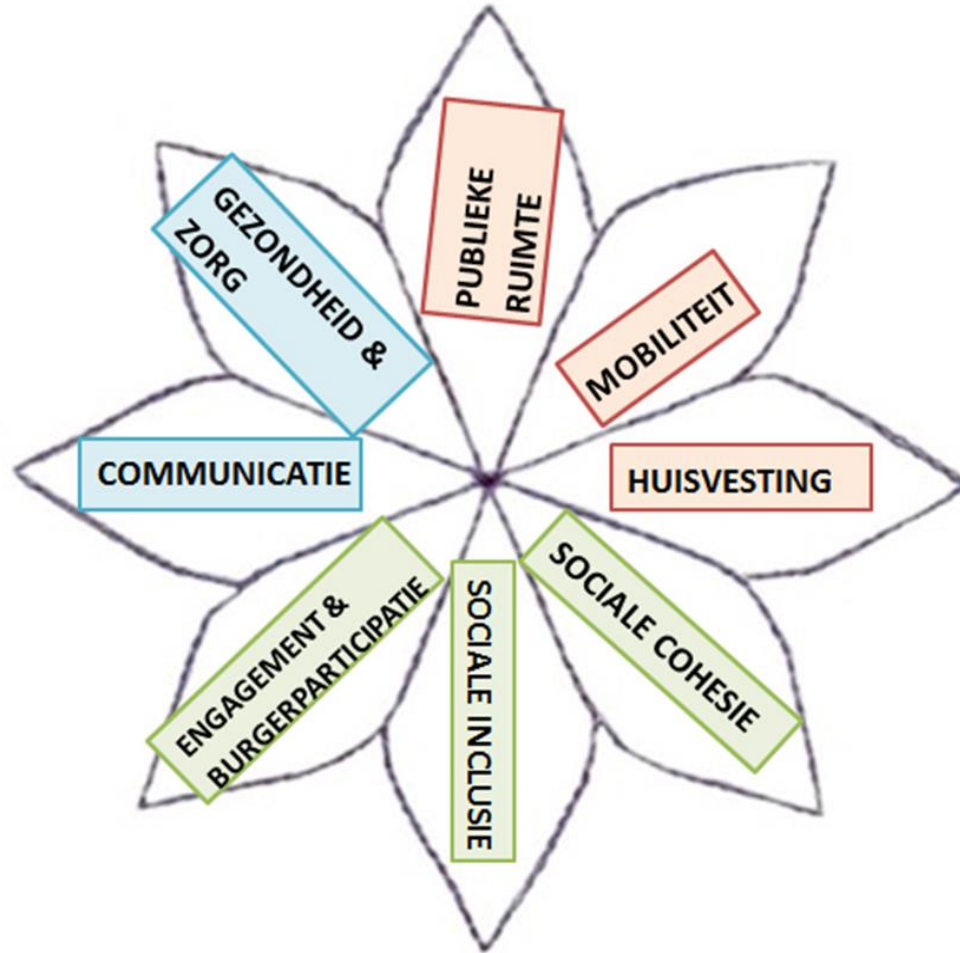 PUBLIEKE
RUIMTE
MOBILITEIT
HUISVESTING
SOCIALE COHESIE
SOCIALE INCLUSIE
ENGAGEMENT &
BURGERPARTICIPATIE
COMMUNICATIE
GEZONDHEID &
ZORG